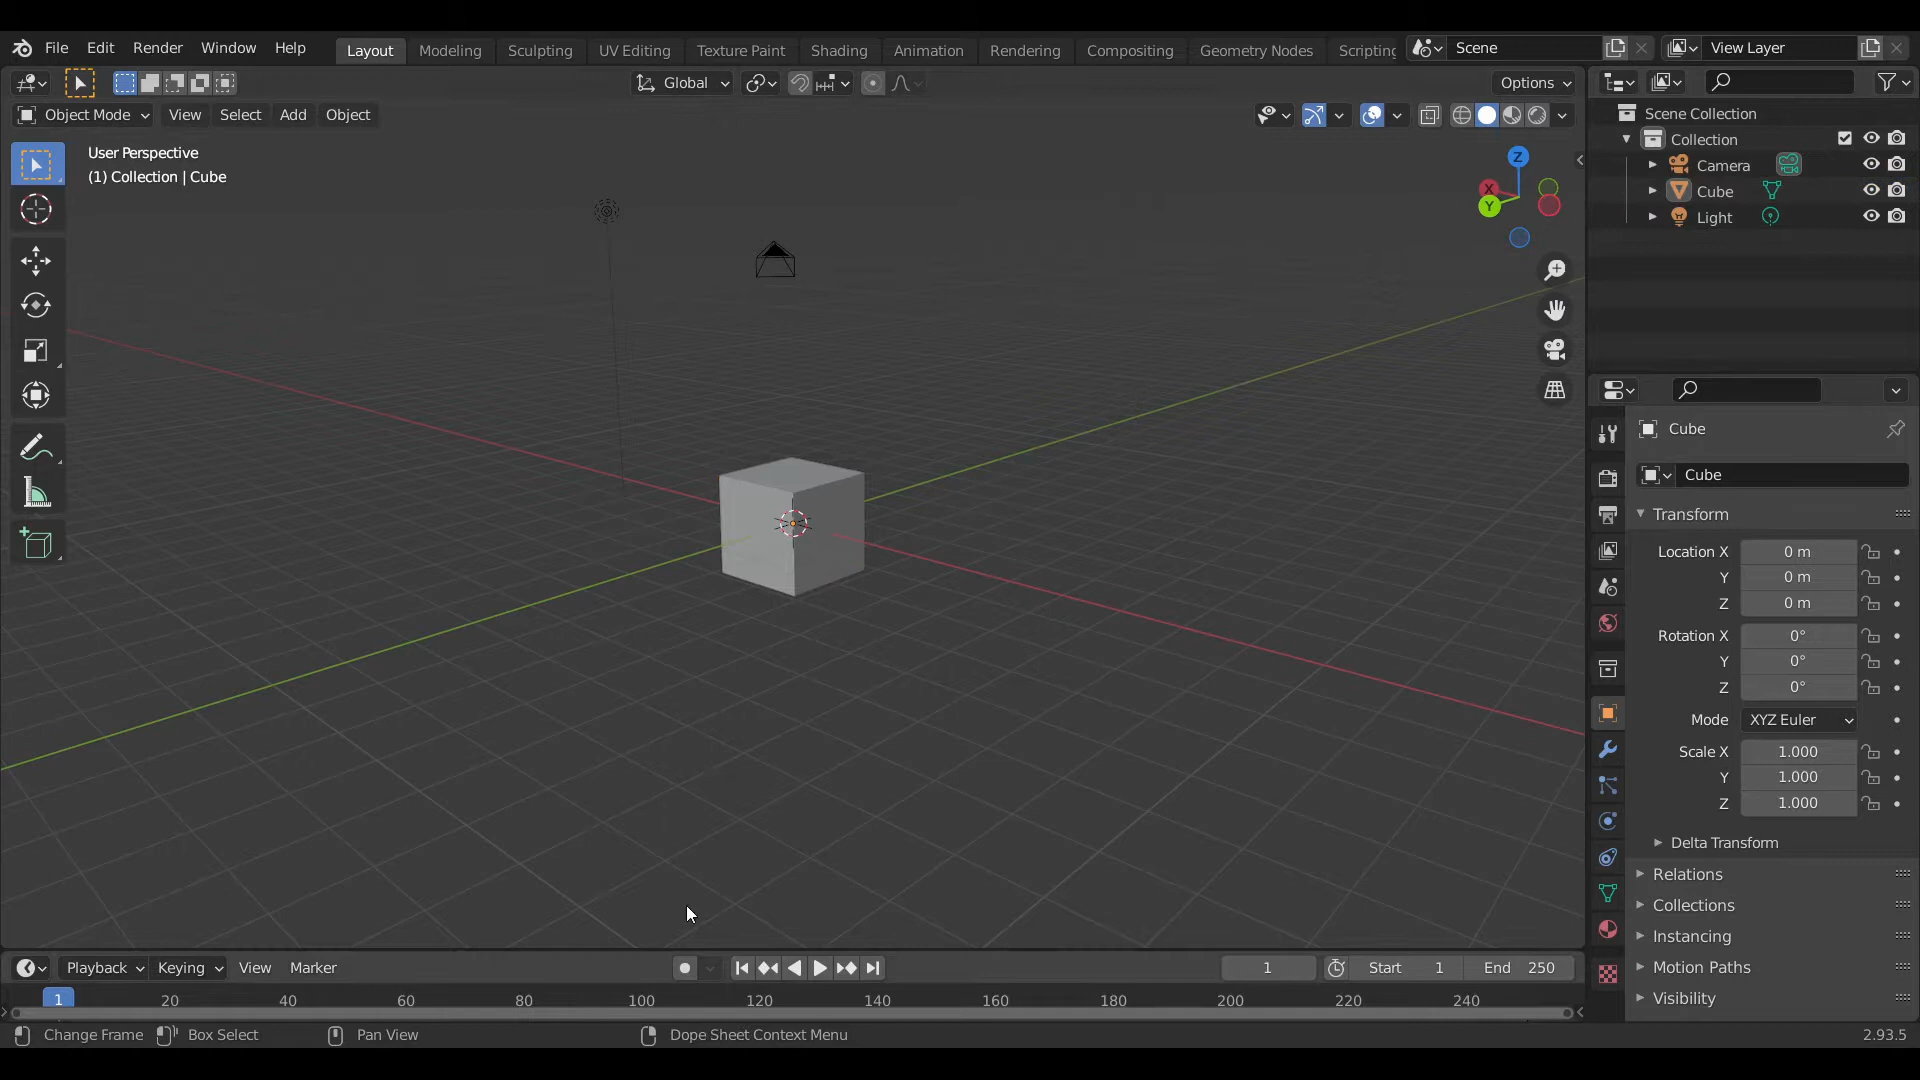 File Edit Render Window Help Layout Modeling Sculpting UV Editing Texture Paint Shading Animation Rendering Compositing Geometry Nodes Scripting Scene View Layer
Global Options
Object Mode View Select Add Object
User Perspective
(1) Collection | Cube
Z
X
Y
Scene Collection
Collection
Camera
Cube
Light
Cube
Cube
Transform
Location X 0 m
Y 0 m
Z 0 m
Rotation X 0°
Y 0°
Z 0°
Mode XYZ Euler
Scale X 1.000
Y 1.000
Z 1.000
Delta Transform
Relations
Collections
Instancing
Motion Paths
Visibility
Playback Keying View Marker 1 Start 1 End 250
1 20 40 60 80 100 120 140 160 180 200 220 240
Change Frame Box Select Pan View Dope Sheet Context Menu 2.93.5